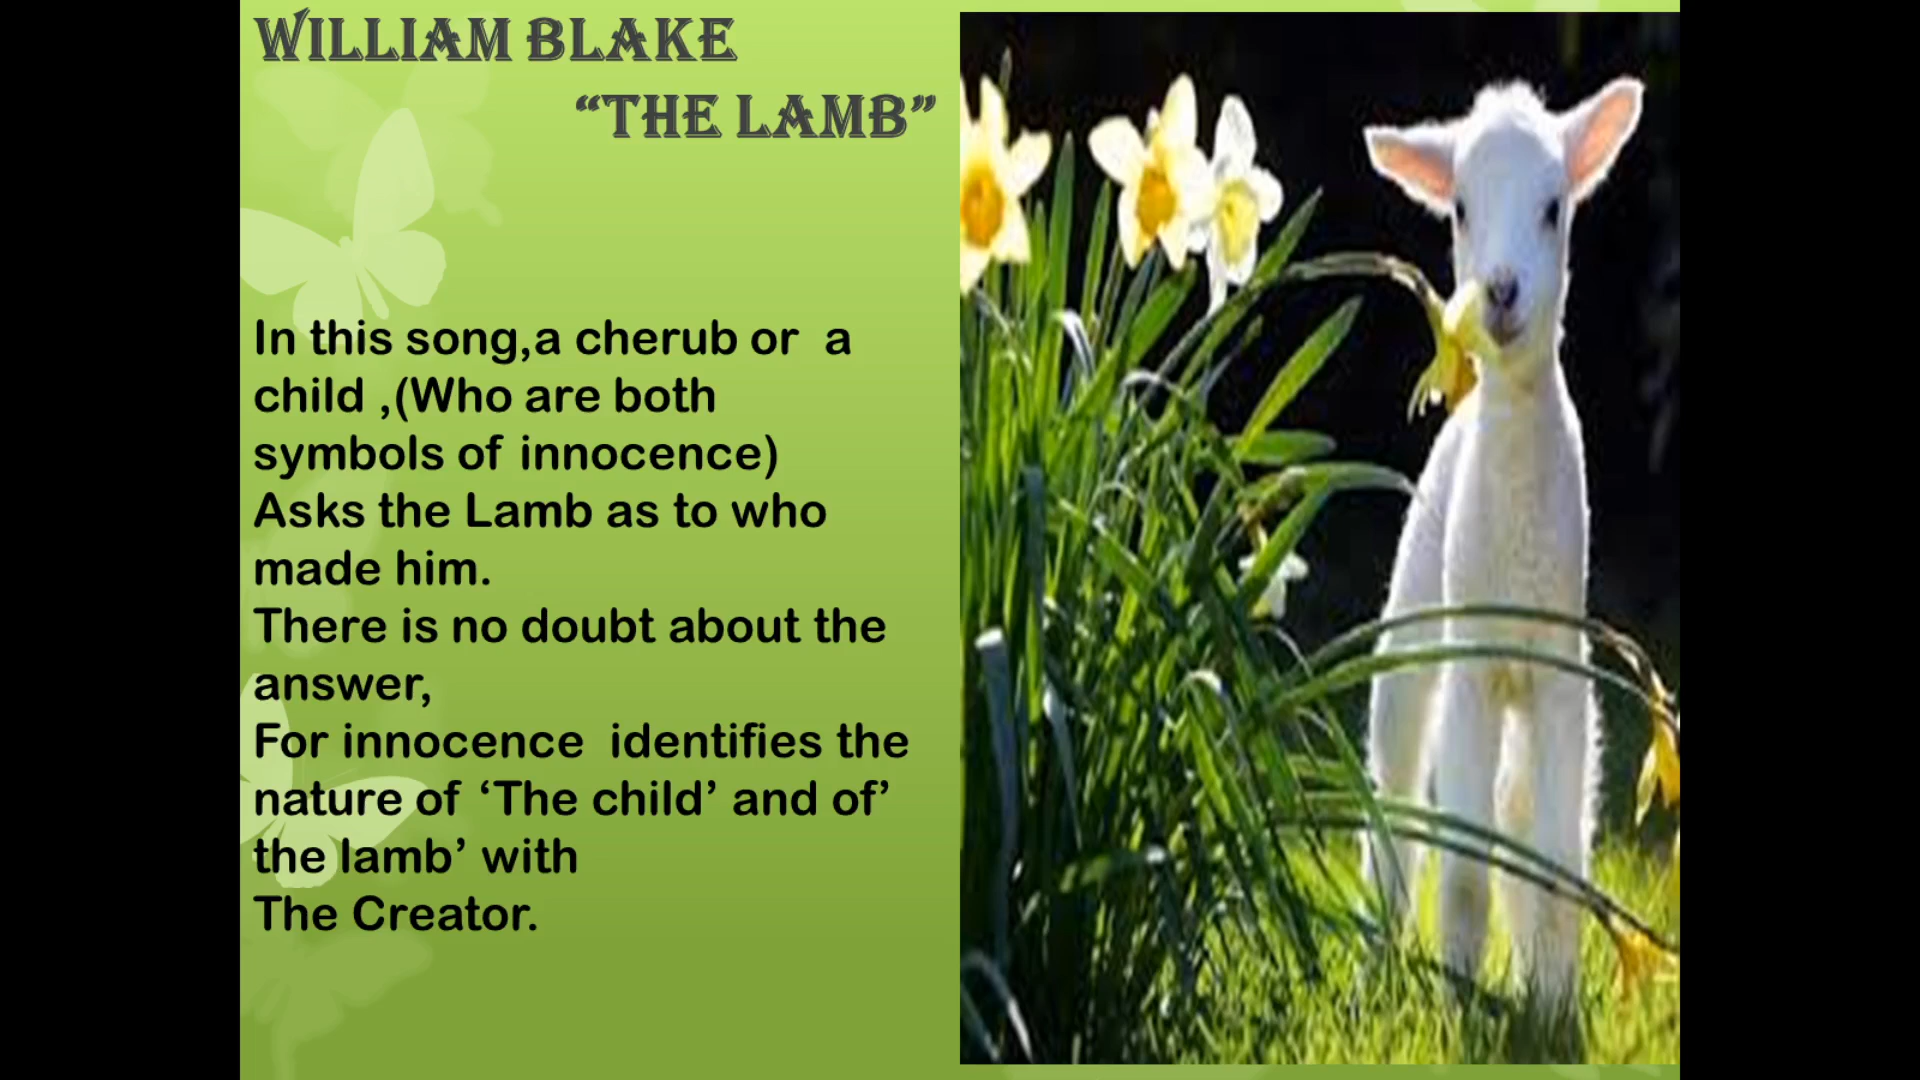 WILLIAM BLAKE
“THE LAMB”
In this song,a cherub or  a
child ,(Who are both
symbols of innocence)
Asks the Lamb as to who
made him.
There is no doubt about the
answer,
For innocence  identifies the
nature of ‘The child’ and of’
the lamb’ with
The Creator.